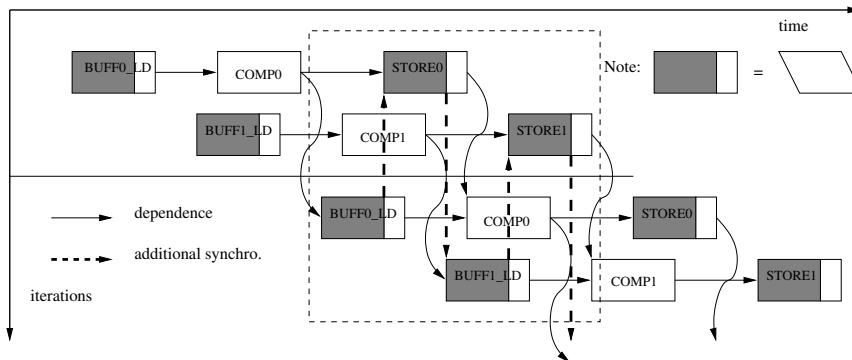 time
BUFF0_LD
COMP0
STORE0
Note:
=
BUFF1_LD
COMP1
STORE1
dependence
BUFF0_LD
COMP0
STORE0
additional synchro.
BUFF1_LD
COMP1
STORE1
iterations